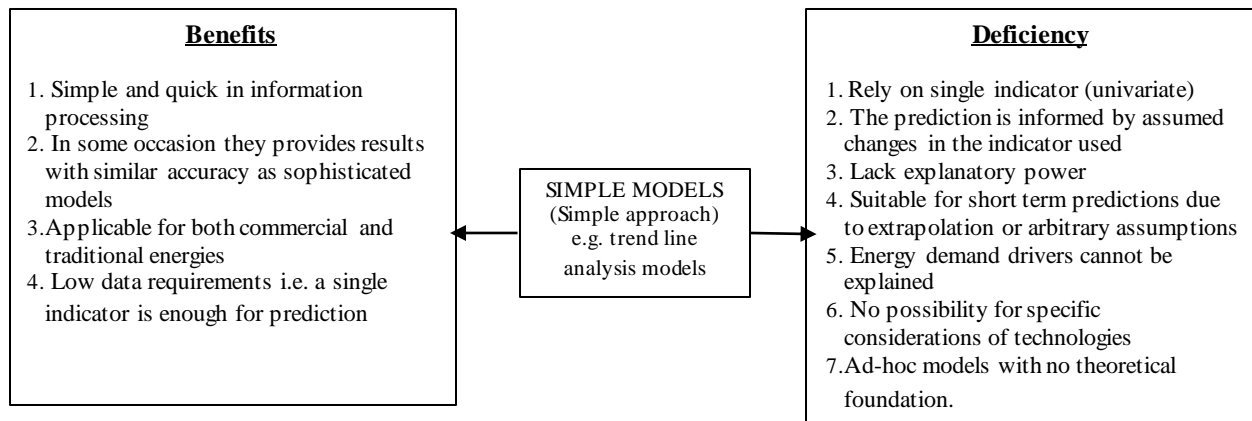 Benefits
1. Simple and quick in information
processing
2. In some occasion they provides results
with similar accuracy as sophisticated
models
3.Applicable for both commercial and
traditional energies
4. Low data requirements i.e. a single
indicator is enough for prediction
SIMPLE MODELS
(Simple approach)
e.g. trend line
analysis models
Deficiency
1. Rely on single indicator (univariate)
2. The prediction is informed by assumed
changes in the indicator used
3. Lack explanatory power
4. Suitable for short term predictions due
to extrapolation or arbitrary assumptions
5. Energy demand drivers cannot be
explained
6. No possibility for specific
considerations of technologies
7.Ad-hoc models with no theoretical
foundation.